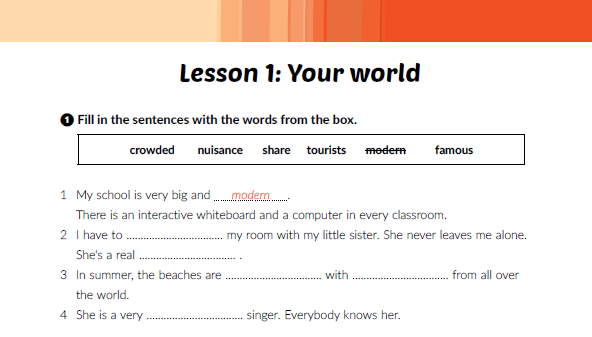 Lesson 1: Your world
1 Fill in the sentences with the words from the box.
crowded nuisance share tourists modern famous
1 My school is very big and ....modern.....
There is an interactive whiteboard and a computer in every classroom.
2 I have to .................................. my room with my little sister. She never leaves me alone.
She's a real .................................. .
3 In summer, the beaches are .................................. with .................................. from all over
the world.
4 She is a very .................................. singer. Everybody knows her.